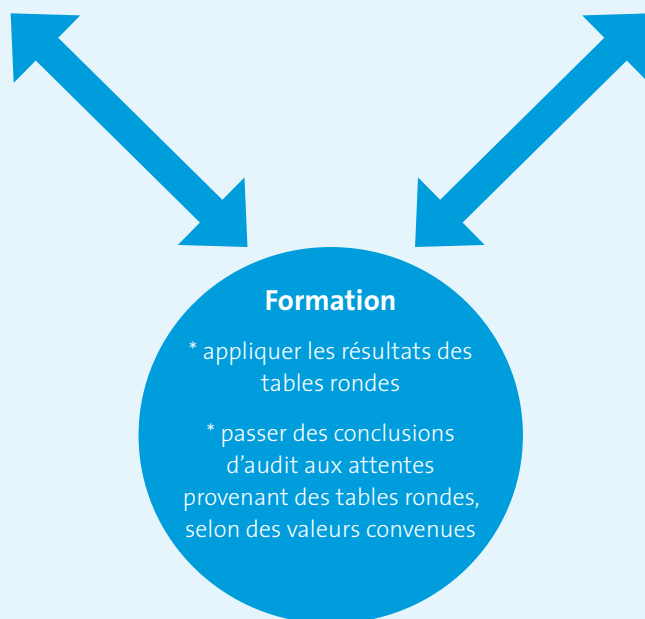 Formation
* appliquer les résultats des
tables rondes
* passer des conclusions
d’audit aux attentes
provenant des tables rondes,
selon des valeurs convenues